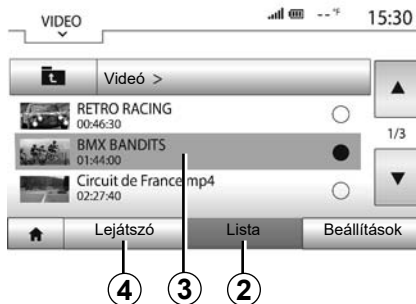 VIDEO
--°F
15:30
Videó >
RETRO RACING
00:46:30
BMX BANDITS
01:44:00
1/3
Circuit de France mp4
02:27:40
Lejátszó
Lista
Beállítások
4
3
2